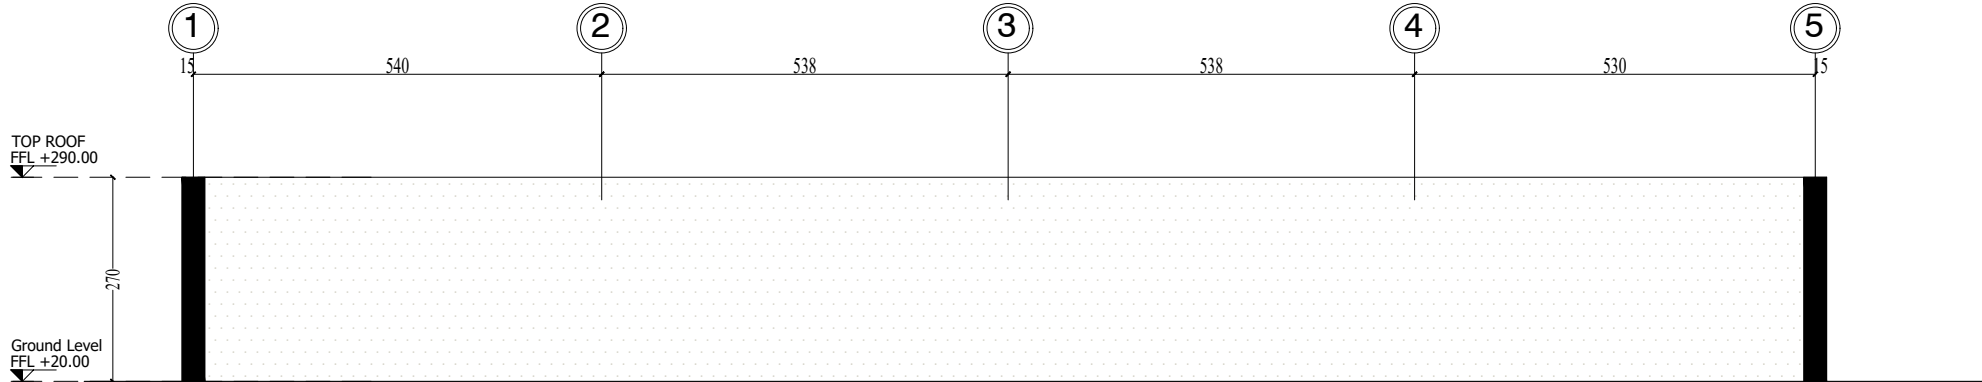 1 2 3 4 5
15 540 538 538 530 15
TOP ROOF
FFL +290.00
270
Ground Level
FFL +20.00